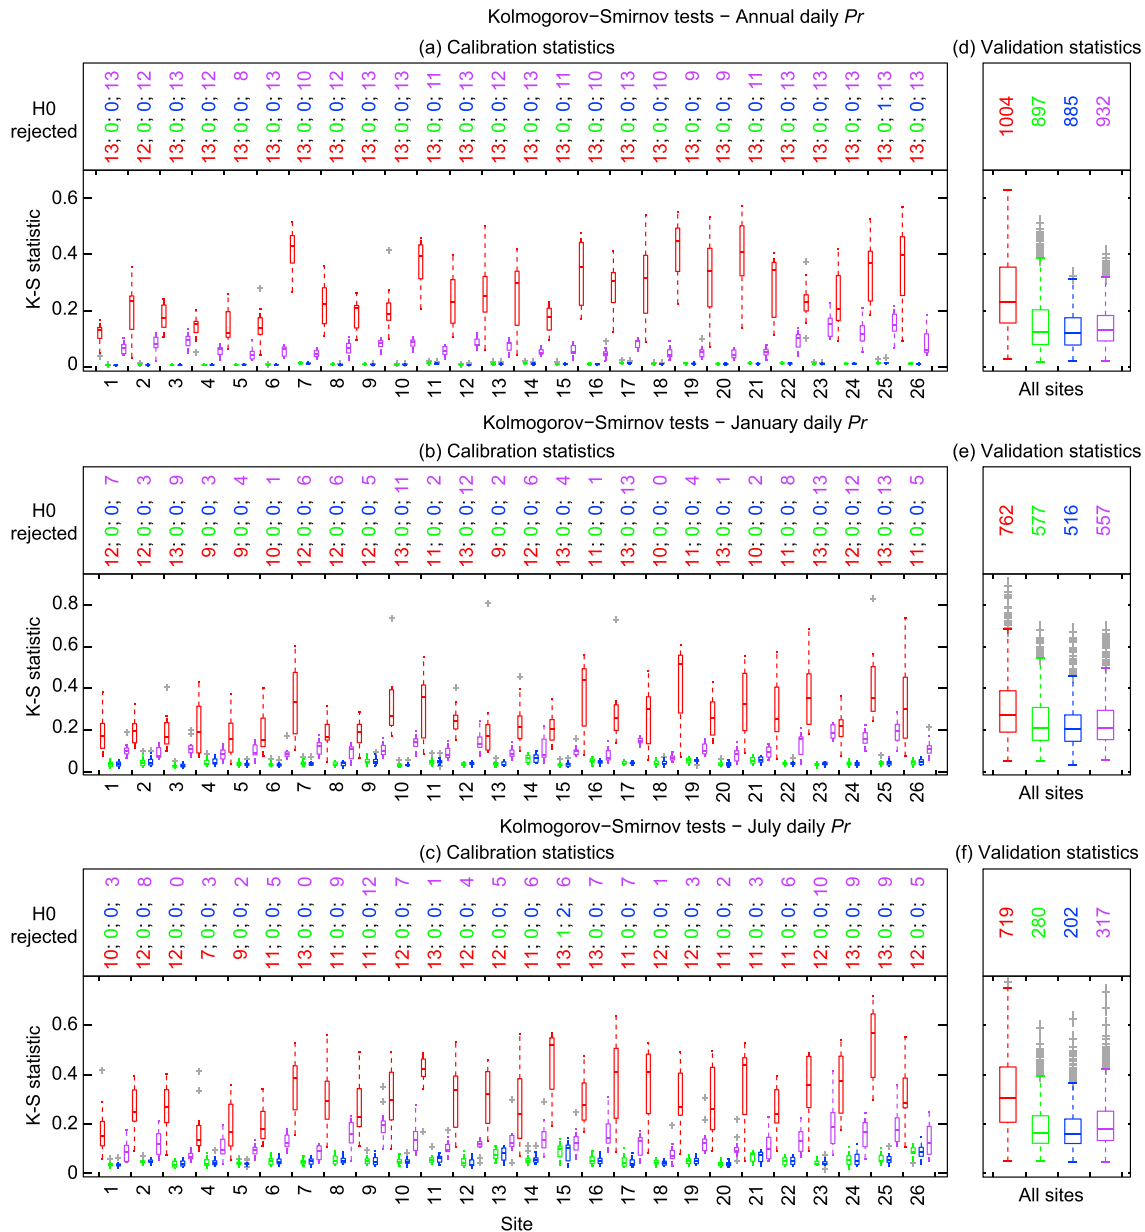 Kolmogorov−Smirnov tests − Annual daily Pr
(a) Calibration statistics
(d) Validation statistics
H0
rejected
13; 0; 0; 13
12; 0; 0; 12
13; 0; 0; 13
13; 0; 0; 12
13; 0; 0; 8
13; 0; 0; 13
13; 0; 0; 10
13; 0; 0; 12
13; 0; 0; 13
13; 0; 0; 13
13; 0; 0; 11
13; 0; 0; 13
13; 0; 0; 12
13; 0; 0; 13
13; 0; 0; 11
13; 0; 0; 10
13; 0; 0; 13
13; 0; 0; 10
13; 0; 0; 9
13; 0; 0; 9
13; 0; 0; 11
13; 0; 0; 13
13; 0; 0; 13
13; 0; 0; 13
13; 0; 1; 13
13; 0; 0; 13
1004
897
885
932
K-S statistic
0.6
0.4
0.2
0
1 2 3 4 5 6 7 8 9 10 11 12 13 14 15 16 17 18 19 20 21 22 23 24 25 26
All sites
Kolmogorov−Smirnov tests − January daily Pr
(b) Calibration statistics
(e) Validation statistics
H0
rejected
12; 0; 0; 7
12; 0; 0; 3
13; 0; 0; 9
9; 0; 0; 3
9; 0; 0; 4
10; 0; 0; 1
12; 0; 0; 6
12; 0; 0; 6
12; 0; 0; 5
13; 0; 0; 11
11; 0; 0; 2
13; 0; 0; 12
9; 0; 0; 2
12; 0; 0; 6
13; 0; 0; 4
11; 0; 0; 1
13; 0; 0; 13
10; 0; 0; 0
11; 0; 0; 4
13; 0; 0; 1
10; 0; 0; 2
11; 0; 0; 8
13; 0; 0; 13
12; 0; 0; 12
13; 0; 0; 13
11; 0; 0; 5
762
577
516
557
K-S statistic
0.8
0.6
0.4
0.2
0
1 2 3 4 5 6 7 8 9 10 11 12 13 14 15 16 17 18 19 20 21 22 23 24 25 26
All sites
Kolmogorov−Smirnov tests − July daily Pr
(c) Calibration statistics
(f) Validation statistics
H0
rejected
10; 0; 0; 3
12; 0; 0; 8
12; 0; 0; 0
7; 0; 0; 3
9; 0; 0; 2
11; 0; 0; 5
13; 0; 0; 0
11; 0; 0; 9
11; 0; 0; 12
12; 0; 0; 7
13; 0; 0; 1
12; 0; 0; 4
12; 0; 0; 5
11; 0; 0; 6
13; 1; 2; 6
13; 0; 0; 7
11; 0; 0; 7
12; 0; 0; 1
12; 0; 0; 3
11; 0; 0; 2
11; 0; 0; 3
11; 0; 0; 6
12; 0; 0; 10
13; 0; 0; 9
13; 0; 0; 9
12; 0; 0; 5
719
280
202
317
K-S statistic
0.6
0.4
0.2
0
1 2 3 4 5 6 7 8 9 10 11 12 13 14 15 16 17 18 19 20 21 22 23 24 25 26
All sites
Site